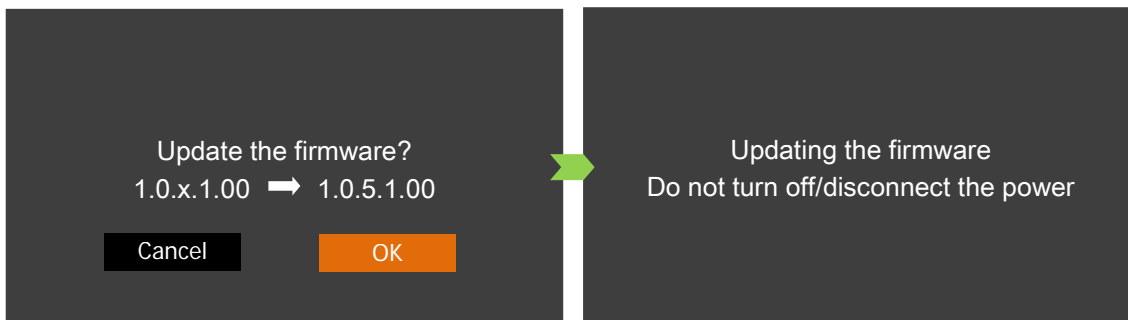 Update the firmware?
1.0.x.1.00 ➡ 1.0.5.1.00
Cancel
OK
Updating the firmware
Do not turn off/disconnect the power